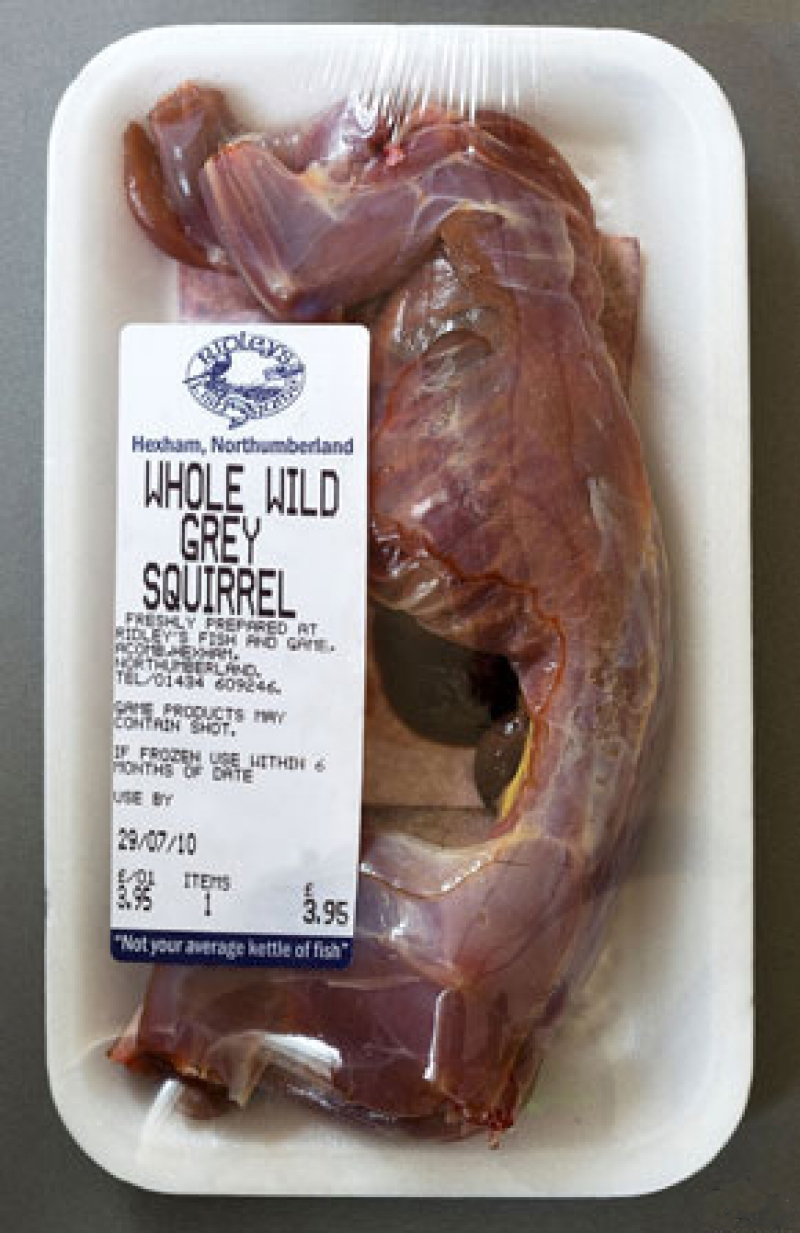 RIDLEYS
Hexham, Northumberland
WHOLE WILD
GREY
SQUIRREL
FRESHLY PREPARED AT
RIDLEY'S FISH AND GAME.
ACOMB,HEXHAM,
NORTHUMBERLAND.
TEL/01434 609246.
GAME PRODUCTS MAY
CONTAIN SHOT.
IF FROZEN USE WITHIN 6
MONTHS OF DATE
USE BY
29/07/10
£/01 ITEMS £
3.95 1 3.95
"Not your average kettle of fish"